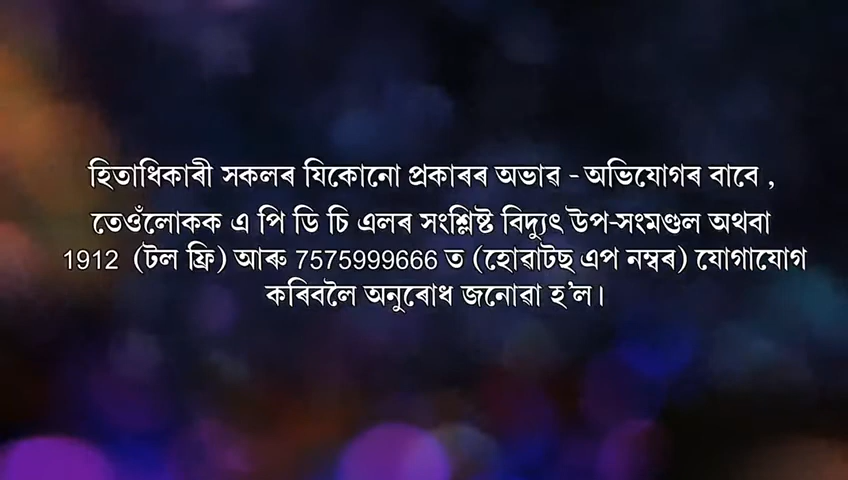 হিতাধিকাৰী সকলৰ যিকোনো প্ৰকাৰৰ অভাৱ - অভিযোগৰ বাবে ,
তেওঁলোকক এ পি ডি চি এলৰ সংশ্লিষ্ট বিদ্যুৎ উপ-সংমণ্ডল অথবা
1912 (টল ফ্ৰি) আৰু 7575999666 ত (হোৱাটছ এপ নম্বৰ) যোগাযোগ
কৰিবলৈ অনুৰোধ জনোৱা হ'ল।